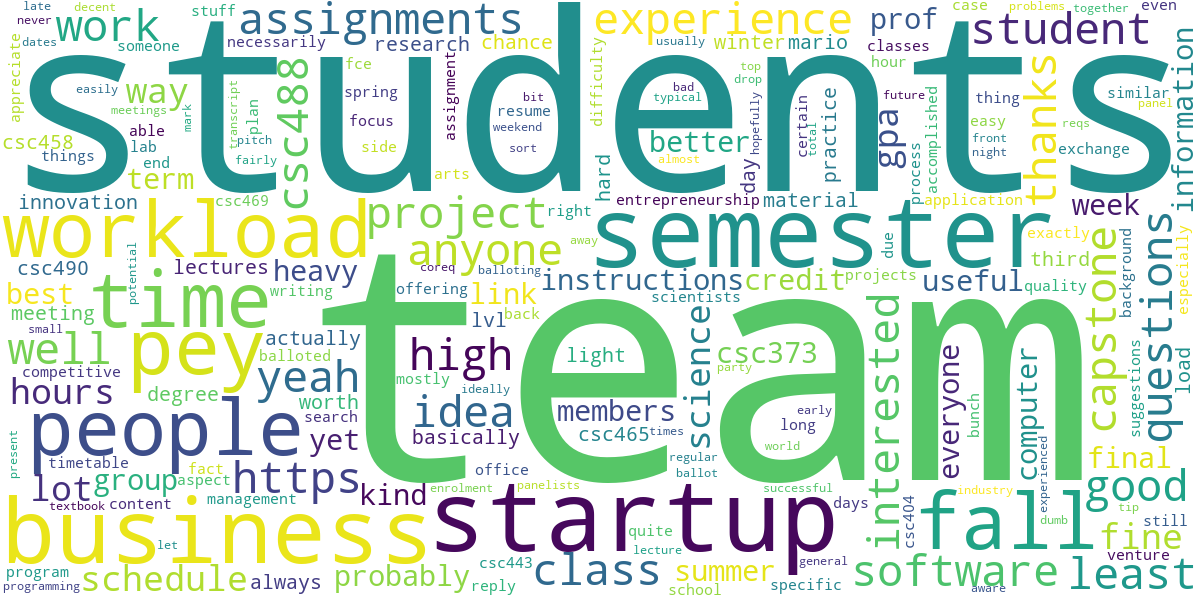 students
team
late
decent
never
even
dates
stuff
work
someone
assignments
necessarily
research
chance
experience
winter
mario
prof
case
problems
together
student
classes
usually
hour
appreciate
easily
way
meetings
mark
transcript
plan
csc488
fce
spring
focus
assignment
bit
resume
weekend
sort
difficulty
top
drop
bad
typical
better
almost
hopefully
day
certain
total
practice
gpa
future
thing
easy
reqs
front
night
exchange
process
accomplished
thanks
similar
panel
information
csc458
things
able
lab
end
term
pitch
fairly
side
arts
hard
innovation
csc469
entrepreneurship
material
application
week
workload
project
right
anyone
away
semester
due
exactly
third
background
questions
especially
csc490
potential
lectures
heavy
coreq
balloting
instructions
credit
projects
useful
quality
best
meeting
time
writing
offering
link
back
scientists
load
small
well
pey
actually
balloted
lvl
high
light
science
csc373
party
interested
everyone
computer
capstone
suggestions
competitive
hours
degree
yeah
worth
mostly
ideally
idea
members
early
long
bunch
people
search
yet
basically
csc465
times
world
regular
ballot
present
timetable
fact
aspect
group
https
office
panelists
successful
experienced
final
lot
textbook
content
management
kind
enrolment
days
csc404
industry
good
business
let
startup
quite
lecture
general
fall
dumb
tip
still
fine
venture
program
programming
schedule
always
probably
reply
csc443
class
summer
school
specific
software
aware
least